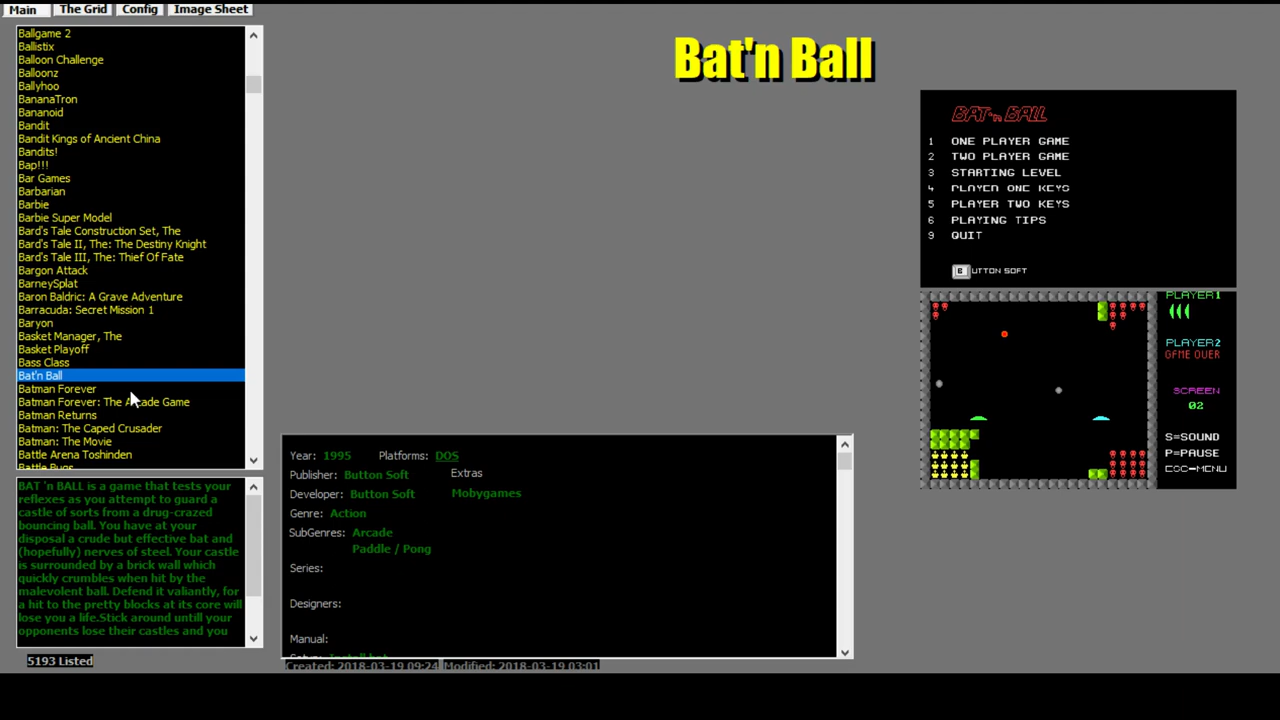 Main
The Grid
Config
Image Sheet
Ballgame 2
Ballistix
Balloon Challenge
Balloonz
Ballyhoo
BananaTron
Bananoid
Bandit
Bandit Kings of Ancient China
Bandits!
Bap!!!
Bar Games
Barbarian
Barbie
Barbie Super Model
Bard's Tale Construction Set, The
Bard's Tale II, The: The Destiny Knight
Bard's Tale III, The: Thief Of Fate
Bargon Attack
BarneySplat
Baron Baldric: A Grave Adventure
Barracuda: Secret Mission 1
Baryon
Basket Manager, The
Basket Playoff
Bass Class
Bat'n Ball
Batman Forever
Batman Forever: The Arcade Game
Batman Returns
Batman: The Caped Crusader
Batman: The Movie
Battle Arena Toshinden
Battle Bugs
BAT 'n BALL is a game that tests your
reflexes as you attempt to guard a
castle of sorts from a drug-crazed
bouncing ball. You have at your
disposal a crude but effective bat and
(hopefully) nerves of steel. Your castle
is surrounded by a brick wall which
quickly crumbles when hit by the
malevolent ball. Defend it valiantly, for
a hit to the pretty blocks at its core will
lose you a life.Stick around untill your
opponents lose their castles and you
5193 Listed
Bat'n Ball
Year: 1995 Platforms: DOS
Publisher: Button Soft
Extras
Developer: Button Soft
Mobygames
Genre: Action
SubGenres: Arcade
Paddle / Pong
Series:
Designers:
Manual:
Setup: Install.bat
Created: 2018-03-19 09:24 Modified: 2018-03-19 03:01
BAT'n BALL
1 ONE PLAYER GAME
2 TWO PLAYER GAME
3 STARTING LEVEL
4 PLAYER ONE KEYS
5 PLAYER TWO KEYS
6 PLAYING TIPS
9 QUIT
BUTTON SOFT
PLAYER1
PLAYER2
GAME OVER
SCREEN
02
S=SOUND
P=PAUSE
ESC=MENU